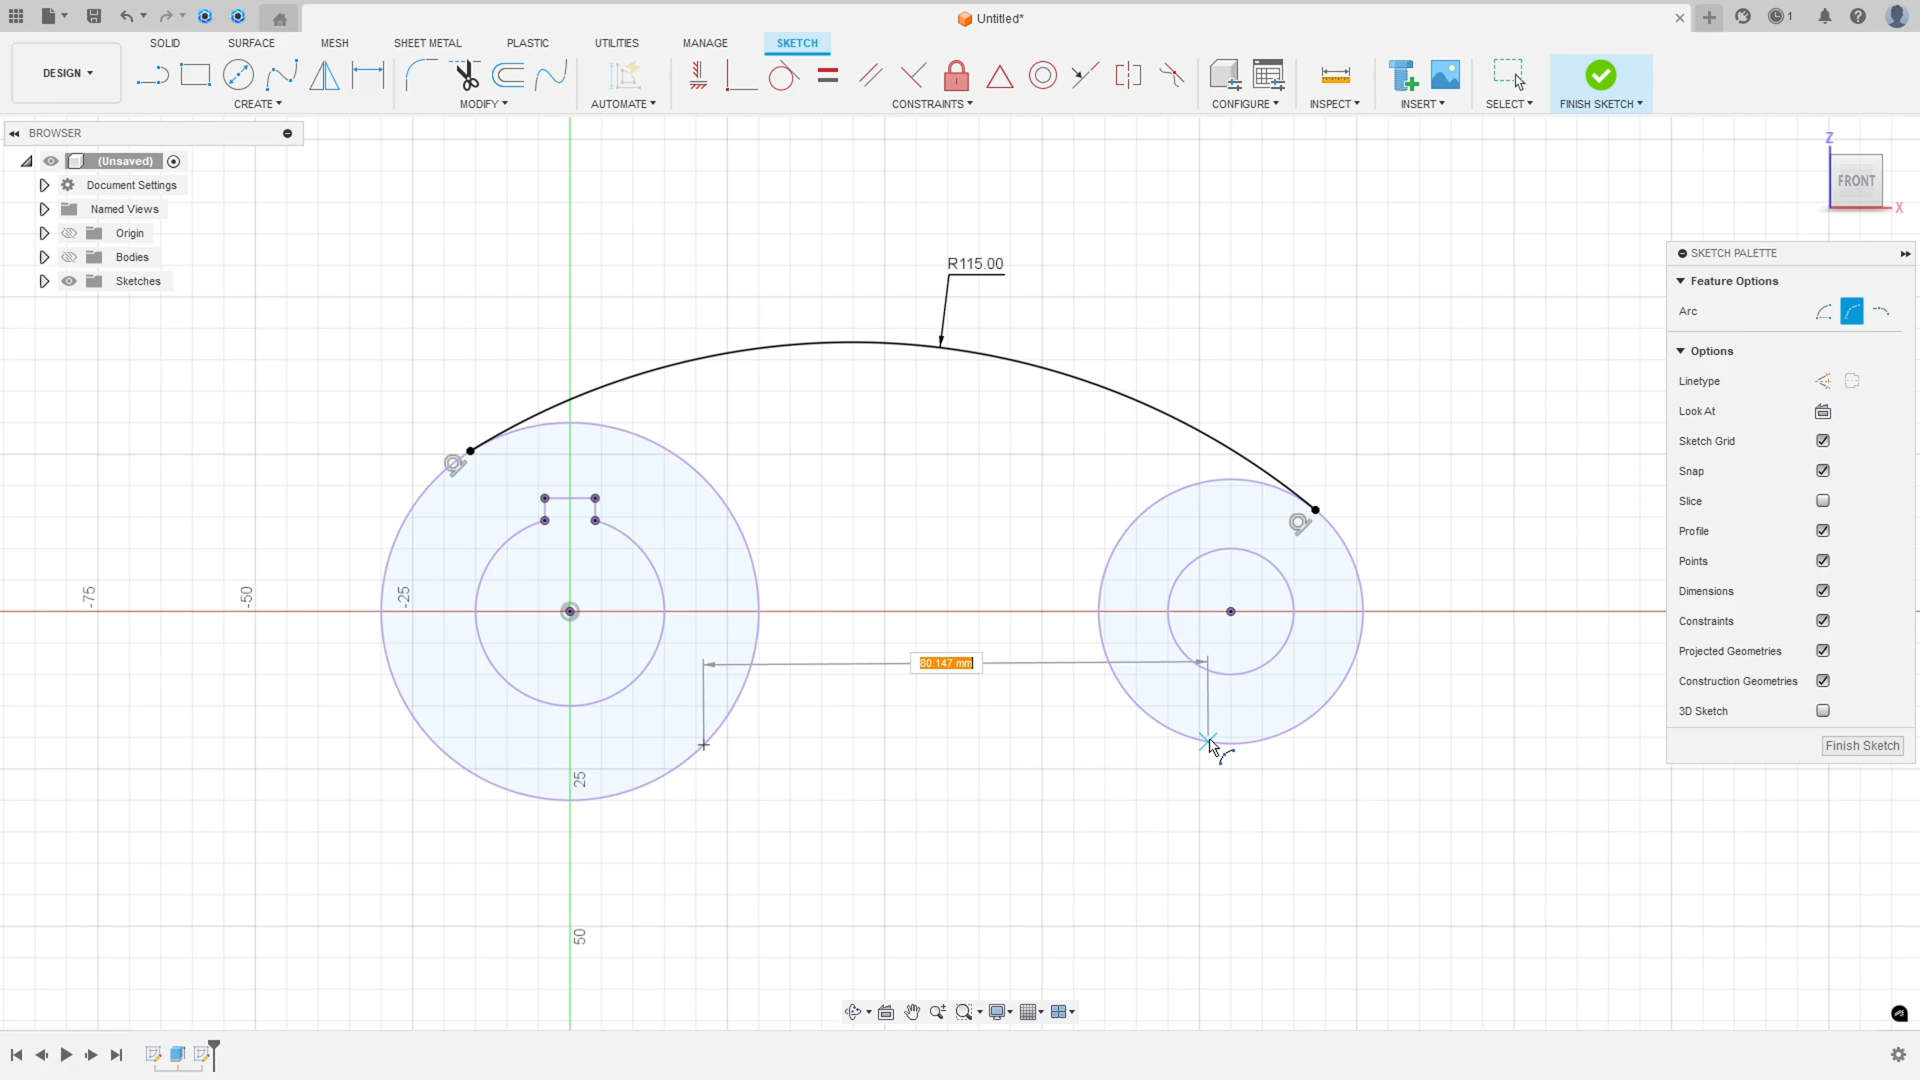 Untitled*
1
DESIGN
SOLID
SURFACE
MESH
SHEET METAL
PLASTIC
UTILITIES
MANAGE
SKETCH
CREATE
MODIFY
AUTOMATE
CONSTRAINTS
CONFIGURE
INSPECT
INSERT
SELECT
FINISH SKETCH
BROWSER
(Unsaved)
Document Settings
Named Views
Origin
Bodies
Sketches
Z
FRONT
X
R115.00
-75
-50
-25
80.147 mm
25
50
SKETCH PALETTE
Feature Options
Arc
Options
Linetype
Look At
Sketch Grid
Snap
Slice
Profile
Points
Dimensions
Constraints
Projected Geometries
Construction Geometries
3D Sketch
Finish Sketch